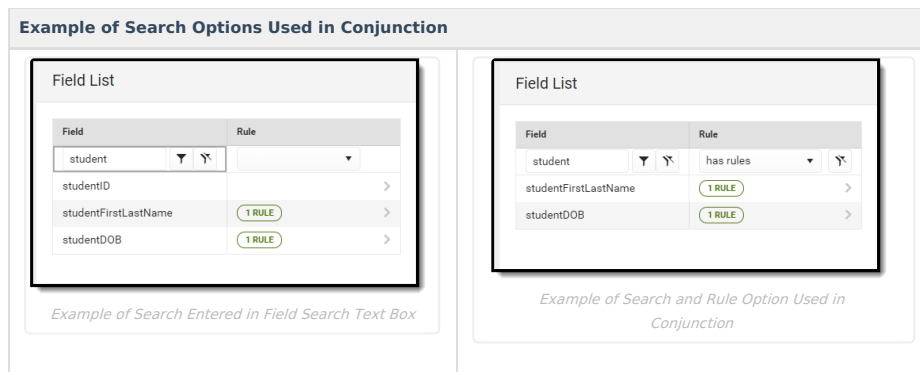 Example of Search Options Used in Conjunction
Field List
Field Rule
student
studentID
studentFirstLastName 1 RULE
studentDOB 1 RULE
Example of Search Entered in Field Search Text Box
Field List
Field Rule
student has rules
studentFirstLastName 1 RULE
studentDOB 1 RULE
Example of Search and Rule Option Used in
Conjunction